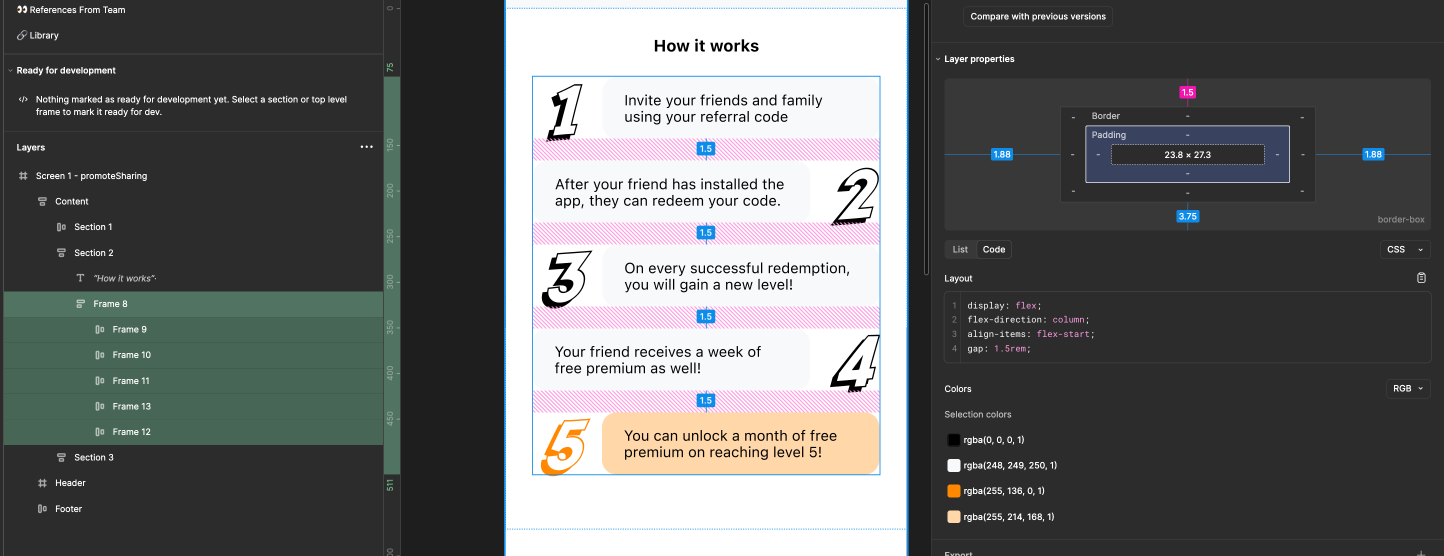 👀 References From Team
🔗 Library
Ready for development
</> Nothing marked as ready for development yet. Select a section or top level
frame to mark it ready for dev.
Layers
Screen 1 - promoteSharing
Content
Section 1
Section 2
T "How it works"
Frame 8
Frame 9
Frame 10
Frame 11
Frame 13
Frame 12
Section 3
Header
Footer
0
75
150
200
250
300
350
400
450
511
How it works
1
Invite your friends and family
using your referral code
1.5
After your friend has installed the
app, they can redeem your code.
2
1.5
3
On every successful redemption,
you will gain a new level!
1.5
Your friend receives a week of
free premium as well!
4
1.5
5
You can unlock a month of free
premium on reaching level 5!
Compare with previous versions
Layer properties
1.5
Border -
Padding -
1.88 - - 23.8 × 27.3 - - 1.88
-
- - -
3.75
border-box
List Code
CSS
Layout
1 display: flex;
2 flex-direction: column;
3 align-items: flex-start;
4 gap: 1.5rem;
Colors
RGB
Selection colors
rgba(0, 0, 0, 1)
rgba(248, 249, 250, 1)
rgba(255, 136, 0, 1)
rgba(255, 214, 168, 1)
Export